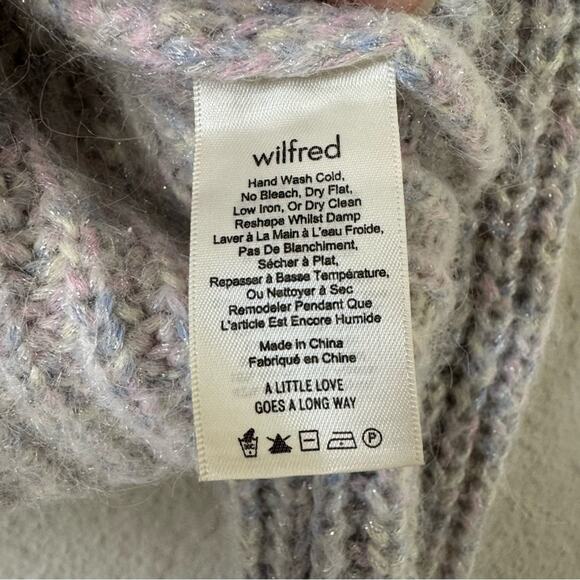 wilfred
Hand Wash Cold,
No Bleach, Dry Flat,
Low Iron, Or Dry Clean
Reshape Whilst Damp
Laver à La Main à L'eau Froide,
Pas De Blanchiment,
Sécher à Plat,
Repasser à Basse Température,
Ou Nettoyer à Sec
Remodeler Pendant Que
L'article Est Encore Humide
Made in China
Fabriqué en Chine
A LITTLE LOVE
GOES A LONG WAY
P